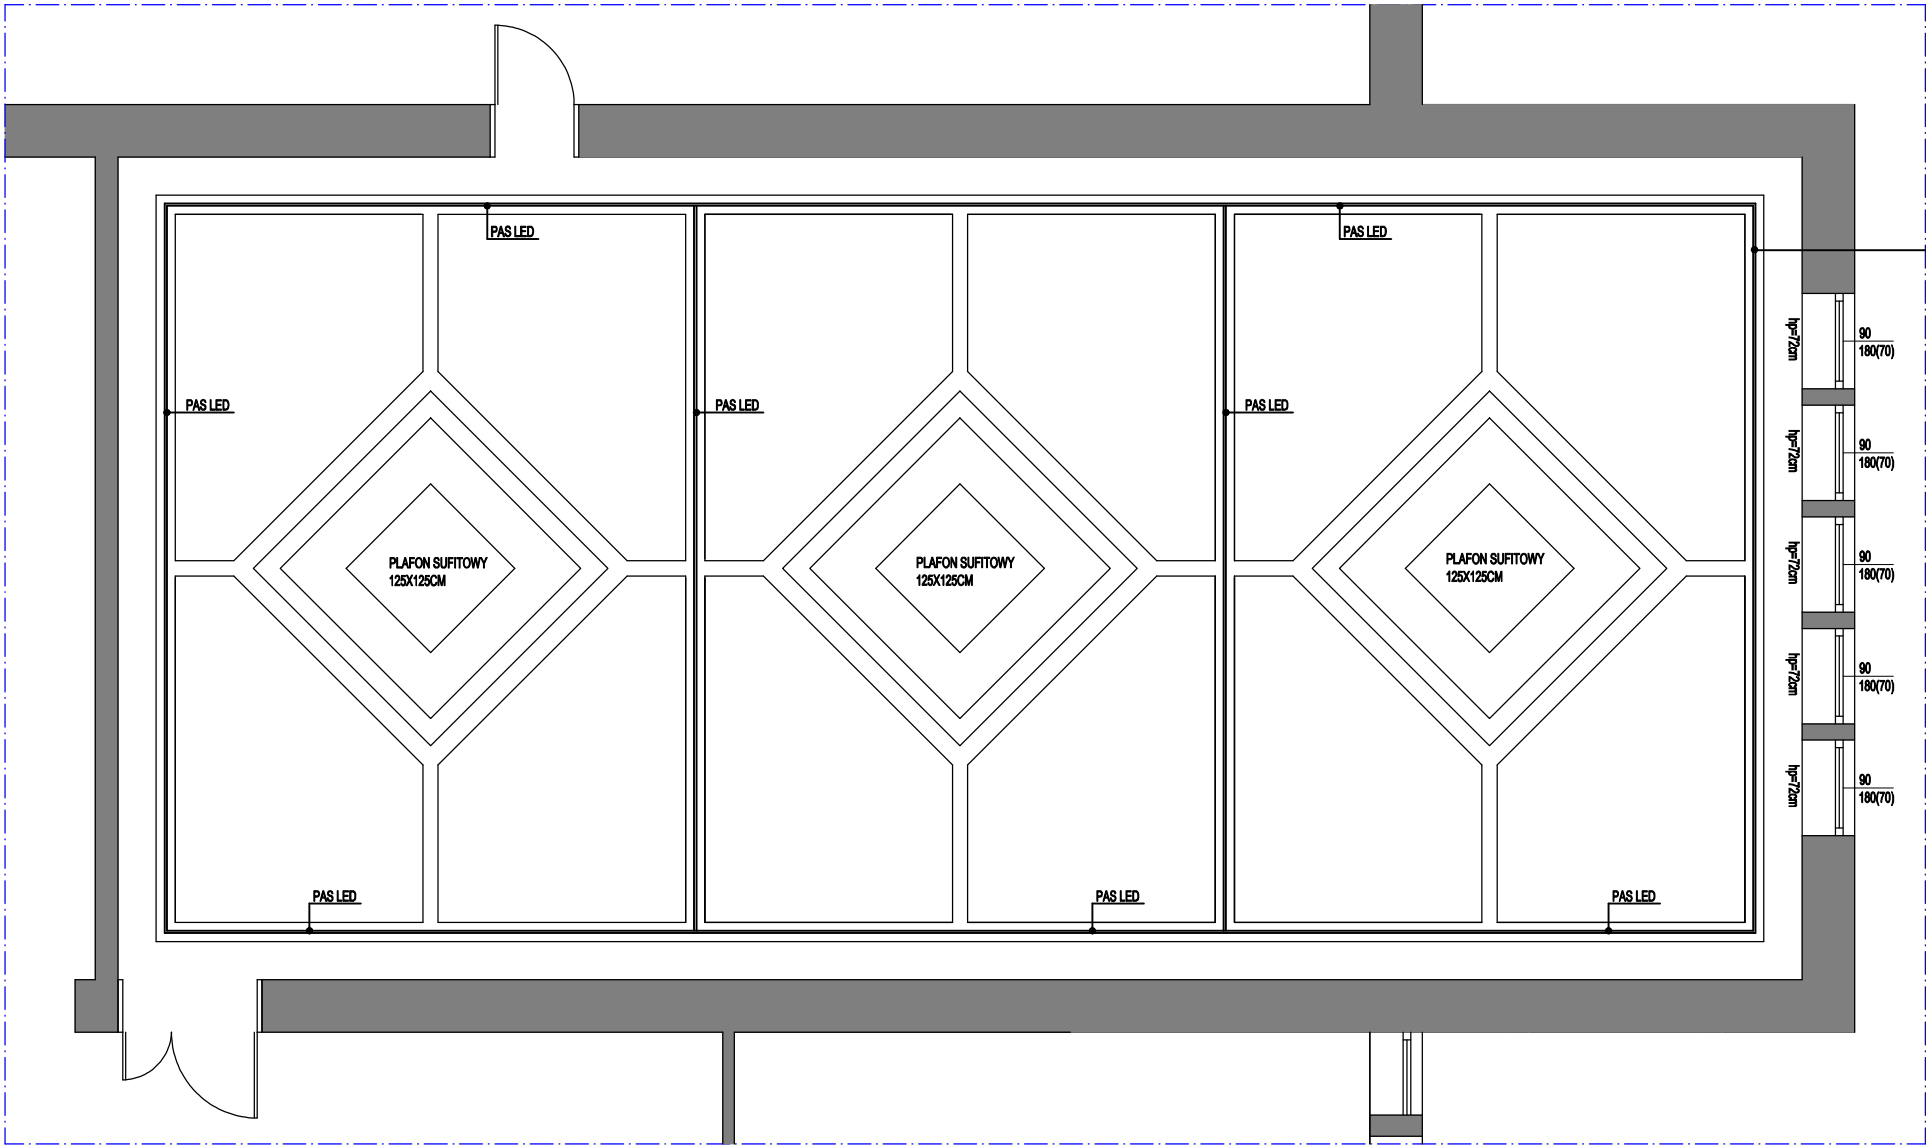 PAS LED
PAS LED
PAS LED
PAS LED
PAS LED
PLAFON SUFITOWY
125X125CM
PLAFON SUFITOWY
125X125CM
PLAFON SUFITOWY
125X125CM
PAS LED
PAS LED
PAS LED
hp=72cm
90
180(70)
hp=72cm
90
180(70)
hp=72cm
90
180(70)
hp=72cm
90
180(70)
hp=72cm
90
180(70)